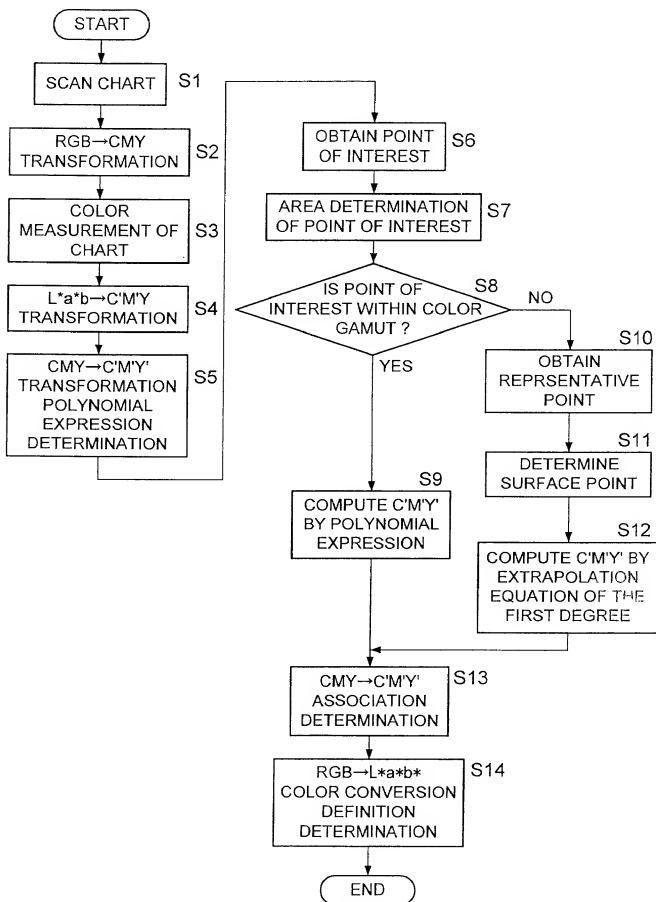 START
SCAN CHART
S1
RGB→CMY
TRANSFORMATION
S2
COLOR
MEASUREMENT OF
CHART
S3
L*a*b→C'M'Y
TRANSFORMATION
S4
CMY→C'M'Y'
TRANSFORMATION
POLYNOMIAL
EXPRESSION
DETERMINATION
S5
OBTAIN POINT
OF INTEREST
S6
AREA DETERMINATION
OF POINT OF INTEREST
S7
IS POINT OF
INTEREST WITHIN COLOR
GAMUT ?
S8
NO
YES
S9
COMPUTE C'M'Y'
BY POLYNOMIAL
EXPRESSION
S10
OBTAIN
REPRSENTATIVE
POINT
S11
DETERMINE
SURFACE POINT
S12
COMPUTE C'M'Y' BY
EXTRAPOLATION
EQUATION OF THE
FIRST DEGREE
CMY→C'M'Y'
ASSOCIATION
DETERMINATION
S13
RGB→L*a*b*
COLOR CONVERSION
DEFINITION
DETERMINATION
S14
END